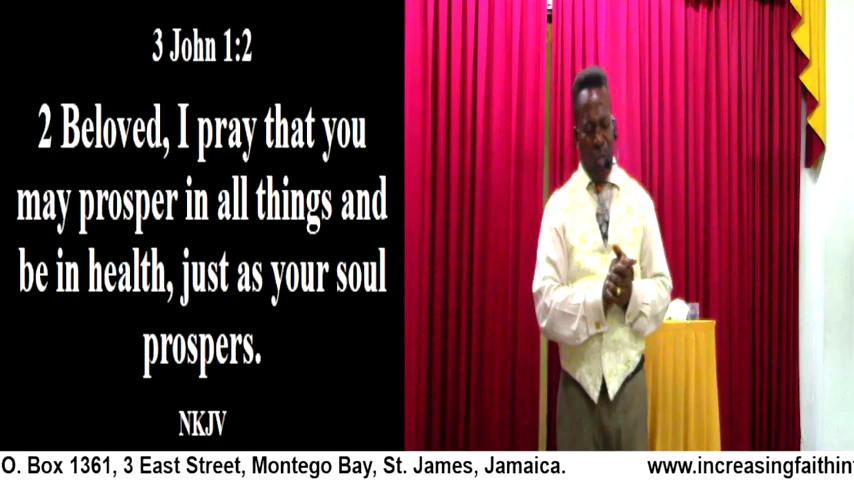 3 John 1:2
2 Beloved, I pray that you
may prosper in all things and
be in health, just as your soul
prospers.
NKJV
O. Box 1361, 3 East Street, Montego Bay, St. James, Jamaica. www.increasingfaithin